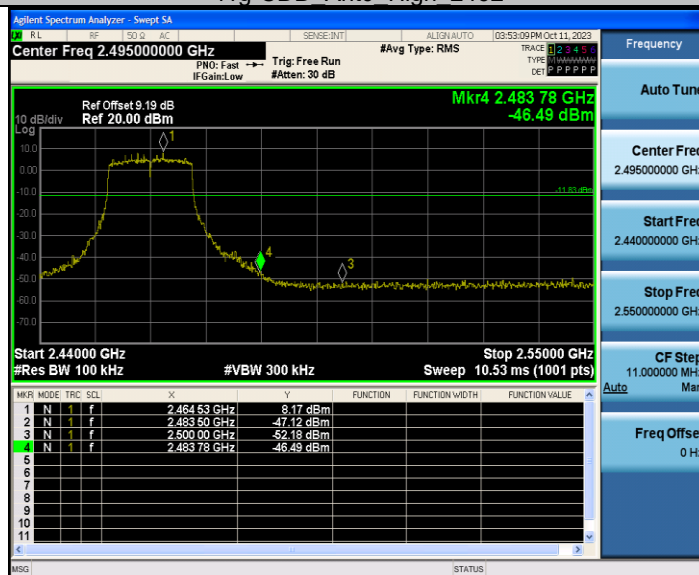 Agilent Spectrum Analyzer - Swept SA
RL RF 50 Ω AC SENSE:INT ALIGN AUTO 03:53:09 PM Oct 11, 2023
Center Freq 2.495000000 GHz #Avg Type: RMS TRACE 1 2 3 4 5 6
PNO: Fast Trig: Free Run TYPE M
IFGain:Low #Atten: 30 dB DET P P P P P P
Mkr4 2.483 78 GHz
-46.49 dBm
Ref Offset 9.19 dB
10 dB/div Ref 20.00 dBm
Log
10.0
0.00
-10.0
-20.0
-30.0
-40.0
-50.0
-60.0
-70.0
1
-11.83 dBm
4
3
Start 2.44000 GHz Stop 2.55000 GHz
#Res BW 100 kHz #VBW 300 kHz Sweep 10.53 ms (1001 pts)
MKR MODE TRC SCL X Y FUNCTION FUNCTION WIDTH FUNCTION VALUE
1 N 1 f 2.464 53 GHz 8.17 dBm
2 N 1 f 2.483 50 GHz -47.12 dBm
3 N 1 f 2.500 00 GHz -52.18 dBm
4 N 1 f 2.483 78 GHz -46.49 dBm
5
6
7
8
9
10
11
MSG STATUS
Frequency
Auto Tune
Center Freq
2.495000000 GHz
Start Freq
2.440000000 GHz
Stop Freq
2.550000000 GHz
CF Step
11.000000 MHz
Auto Man
Freq Offset
0 Hz